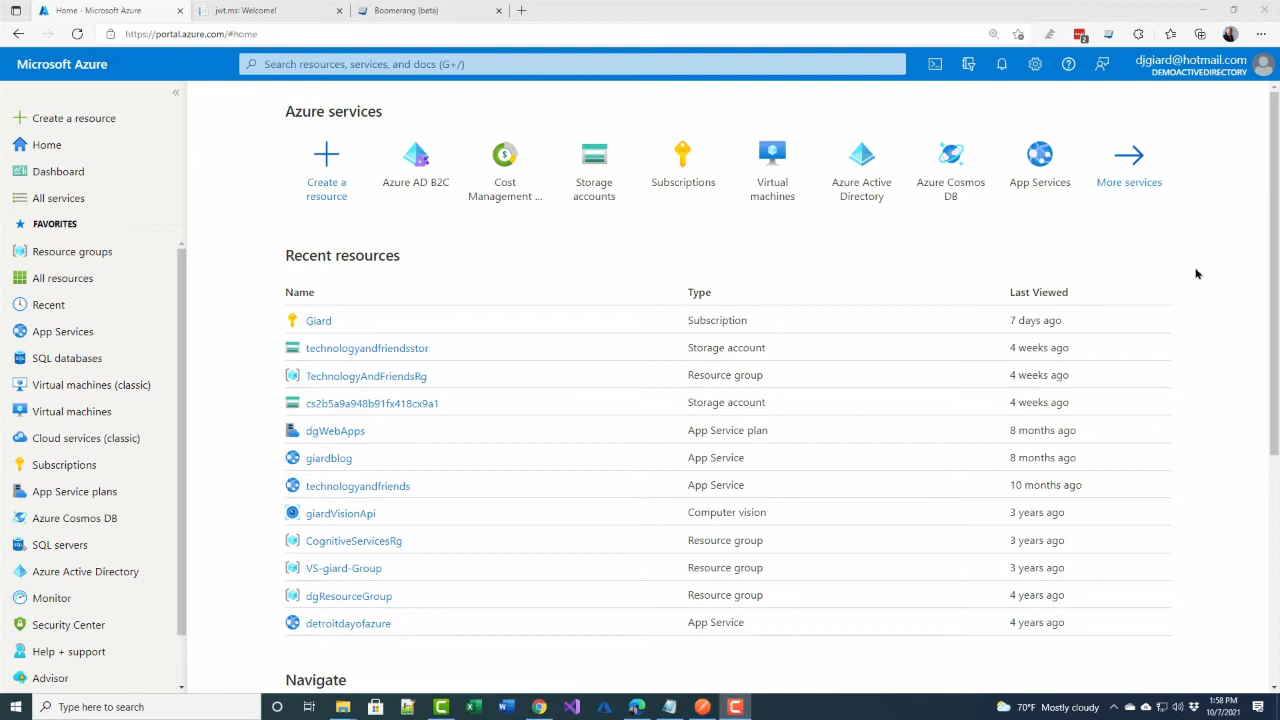 Home - Microsoft Azure
jwt.ms: Welcome!
Boomerang (beta)
https://portal.azure.com/#home
2
Microsoft Azure
Search resources, services, and docs (G+/)
djgiard@hotmail.com
DEMOACTIVEDIRECTORY
Create a resource
Home
Dashboard
All services
FAVORITES
Resource groups
All resources
Recent
App Services
SQL databases
Virtual machines (classic)
Virtual machines
Cloud services (classic)
Subscriptions
App Service plans
Azure Cosmos DB
SQL servers
Azure Active Directory
Monitor
Security Center
Help + support
Advisor
Azure services
Create a
resource
Azure AD B2C
Cost
Management ...
Storage
accounts
Subscriptions
Virtual
machines
Azure Active
Directory
Azure Cosmos
DB
App Services
More services
Recent resources
Name Type Last Viewed
Giard Subscription 7 days ago
technologyandfriendsstor Storage account 4 weeks ago
TechnologyAndFriendsRg Resource group 4 weeks ago
cs2b5a9a948b91fx418cx9a1 Storage account 4 weeks ago
dgWebApps App Service plan 8 months ago
giardblog App Service 8 months ago
technologyandfriends App Service 10 months ago
giardVisionApi Computer vision 3 years ago
CognitiveServicesRg Resource group 3 years ago
VS-giard-Group Resource group 3 years ago
dgResourceGroup Resource group 4 years ago
detroitdayofazure App Service 4 years ago
Navigate
Type here to search
70°F Mostly cloudy
1:58 PM
10/7/2021